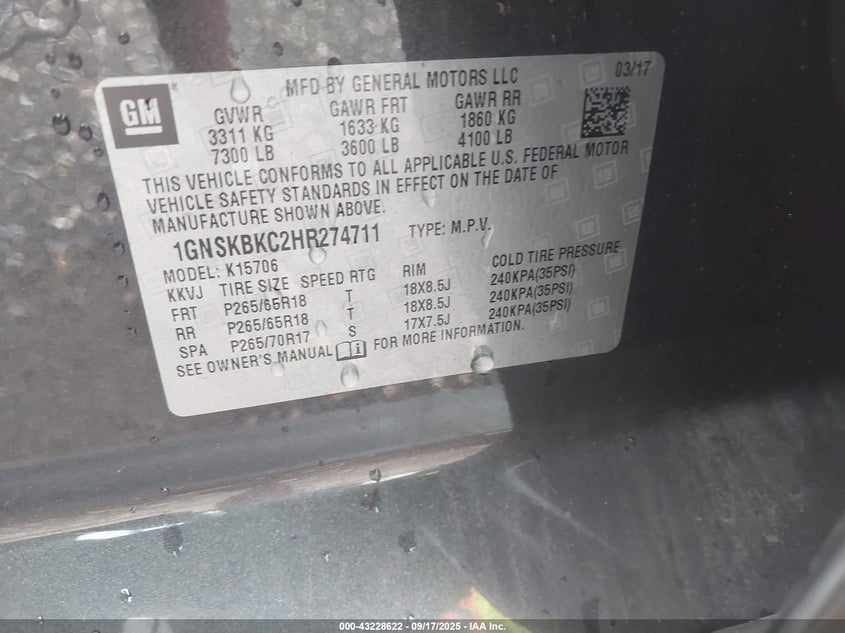 GM
MFD BY GENERAL MOTORS LLC
03/17
GVWR GAWR FRT GAWR RR
3311 KG 1633 KG 1860 KG
7300 LB 3600 LB 4100 LB
THIS VEHICLE CONFORMS TO ALL APPLICABLE U.S. FEDERAL MOTOR
VEHICLE SAFETY STANDARDS IN EFFECT ON THE DATE OF
MANUFACTURE SHOWN ABOVE.
1GNSKBKC2HR274711 TYPE: M.P.V.
MODEL: K15706
KKVJ TIRE SIZE SPEED RTG RIM COLD TIRE PRESSURE
FRT P265/65R18 T 18X8.5J 240KPA(35PSI)
RR P265/65R18 T 18X8.5J 240KPA(35PSI)
SPA P265/70R17 S 17X7.5J 240KPA(35PSI)
SEE OWNER'S MANUAL FOR MORE INFORMATION.
000-43228622 - 09/17/2025 - IAA Inc.